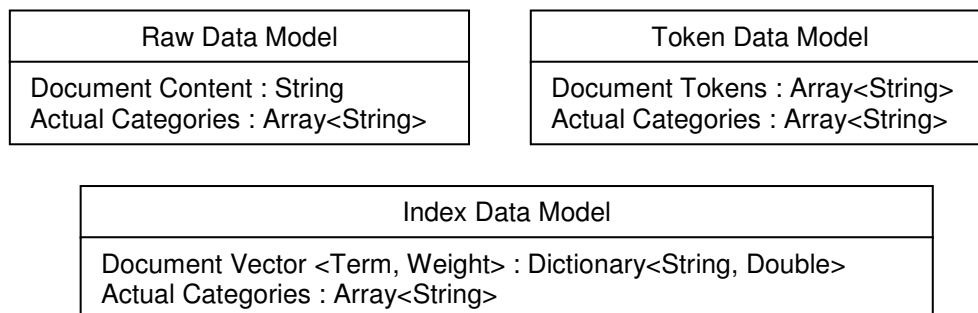 Raw Data Model
Document Content : String
Actual Categories : Array<String>
Token Data Model
Document Tokens : Array<String>
Actual Categories : Array<String>
Index Data Model
Document Vector <Term, Weight> : Dictionary<String, Double>
Actual Categories : Array<String>